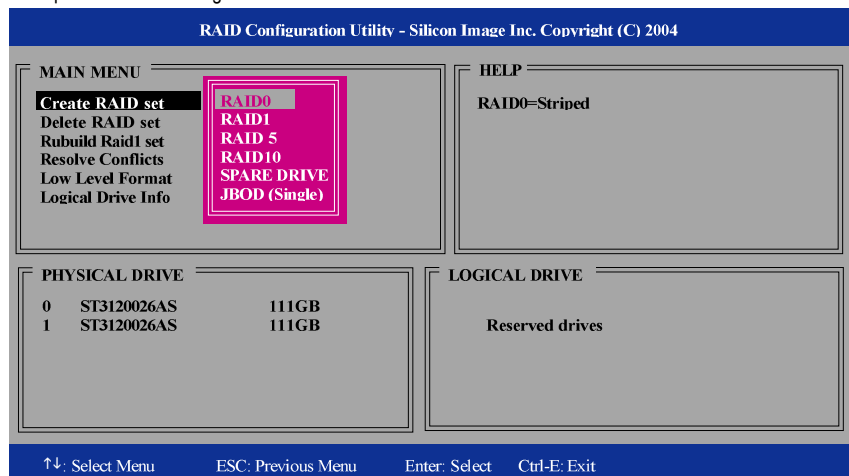 RAID Configuration Utility - Silicon Image Inc. Copyright (C) 2004
MAIN MENU
Create RAID set
Delete RAID set
Rubuild Raid1 set
Resolve Conflicts
Low Level Format
Logical Drive Info
RAID0
RAID1
RAID 5
RAID10
SPARE DRIVE
JBOD (Single)
HELP
RAID0=Striped
PHYSICAL DRIVE
0 ST3120026AS 111GB
1 ST3120026AS 111GB
LOGICAL DRIVE
Reserved drives
↑↓: Select Menu ESC: Previous Menu Enter: Select Ctrl-E: Exit